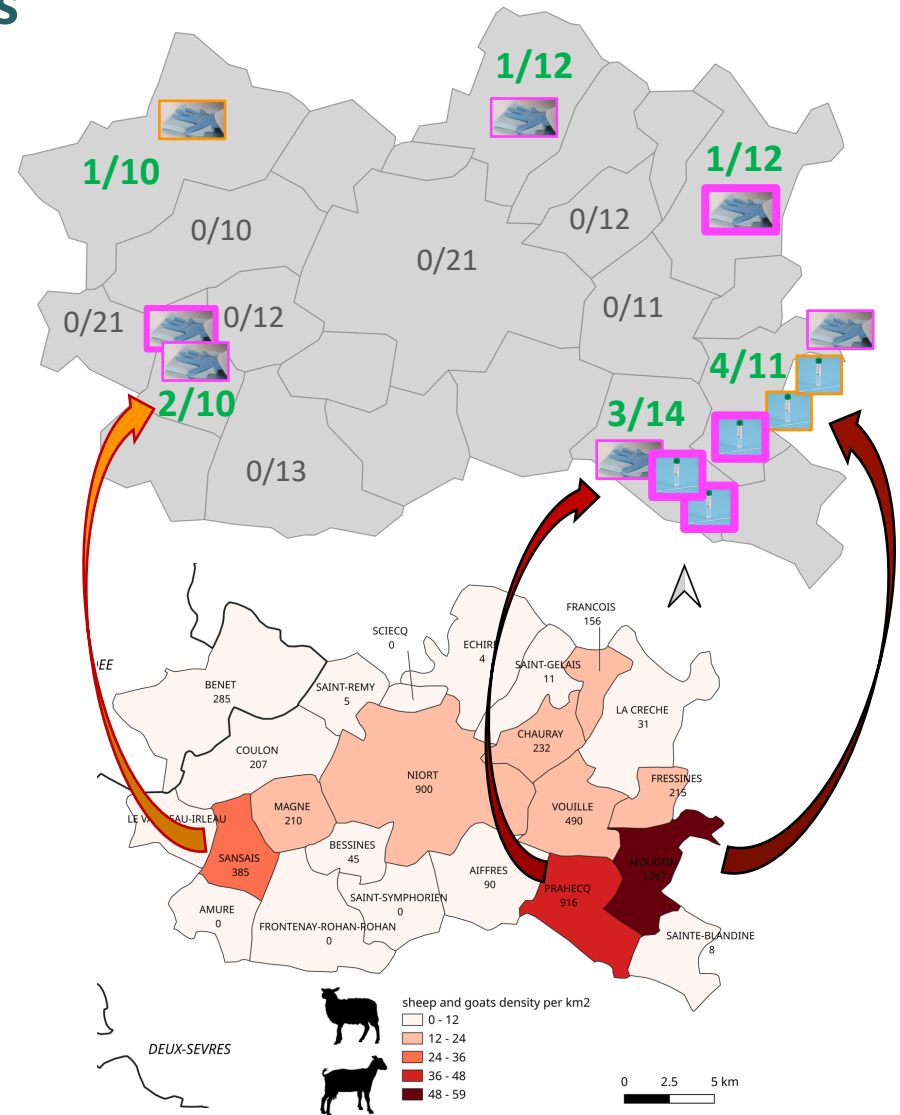 s
1/12
1/10
1/12
0/12
0/10
0/21
0/11
0/21
0/12
4/11
2/10
3/14
0/13
FRANCOIS
156
SCIECQ
0
ECHIR
4
EE
SAINT-GELAIS
11
BENET
285
SAINT-REMY
5
LA CRECHE
31
CHAURAY
232
COULON
207
NIORT
900
FRESSINES
215
MAGNE
210
VOUILLE
490
LE VA EAU-IRLEAU
BESSINES
45
SANSAIS
385
MOUGON
1267
AIFFRES
90
PRAHECQ
916
SAINT-SYMPHORIEN
0
AMURE
0
FRONTENAY-ROHAN-ROHAN
0
SAINTE-BLANDINE
8
sheep and goats density per km2
0 - 12
12 - 24
24 - 36
36 - 48
48 - 59
DEUX-SEVRES
0 2.5 5 km